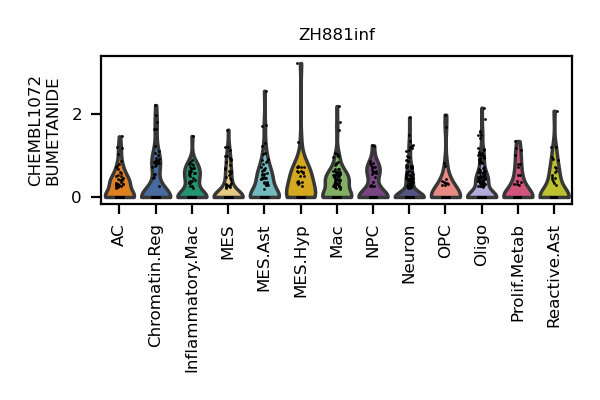 ZH881inf
CHEMBL1072
BUMETANIDE
2
0
AC
Chromatin.Reg
Inflammatory.Mac
MES
MES.Ast
MES.Hyp
Mac
NPC
Neuron
OPC
Oligo
Prolif.Metab
Reactive.Ast